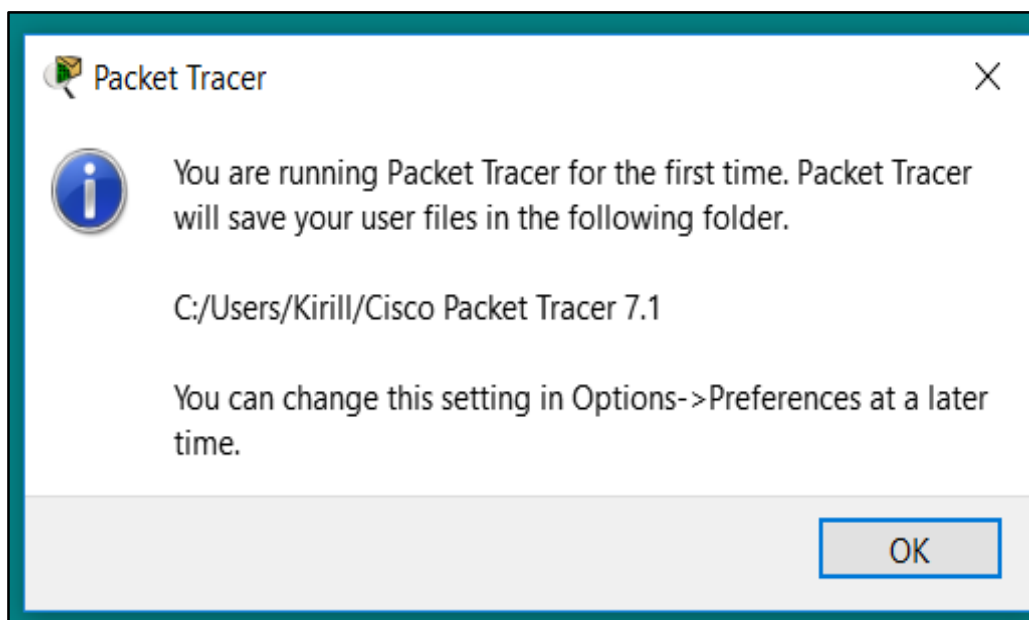 Packet Tracer
You are running Packet Tracer for the first time. Packet Tracer
will save your user files in the following folder.
C:/Users/Kirill/Cisco Packet Tracer 7.1
You can change this setting in Options->Preferences at a later
time.
OK